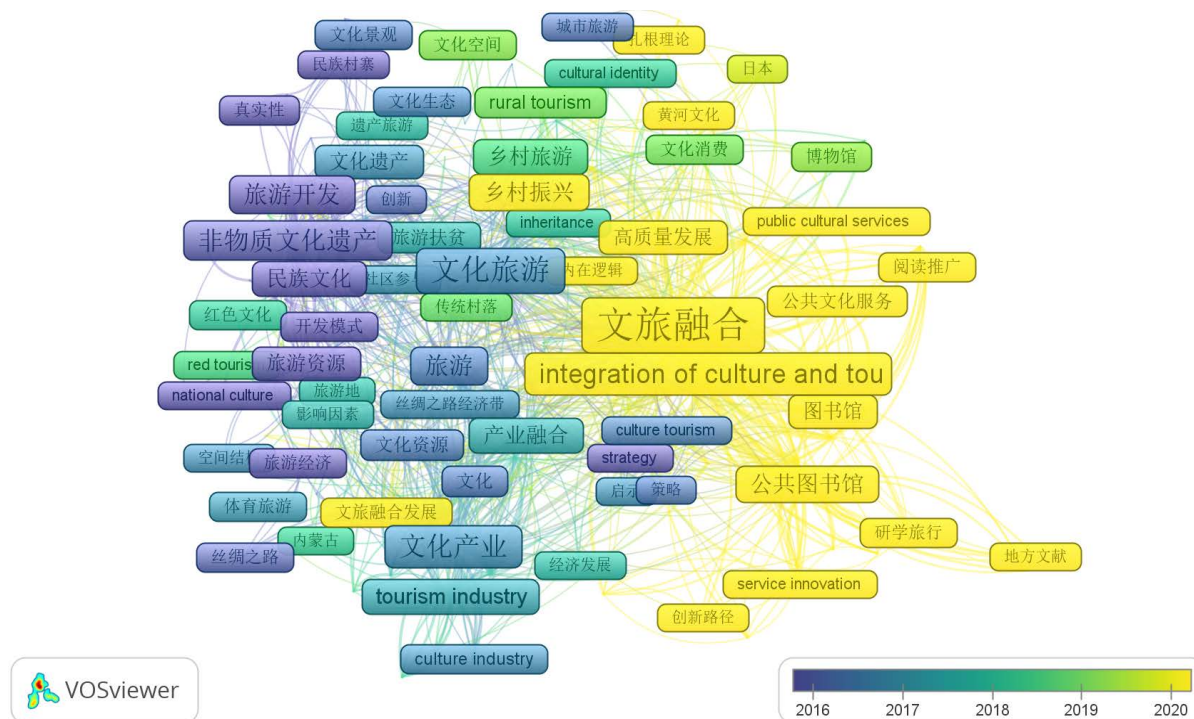 文化景观
城市旅游
扎根理论
文化空间
民族村寨
cultural identity
日本
文化生态
rural tourism
真实性
黄河文化
遗产旅游
文化消费
博物馆
文化遗产
乡村旅游
旅游开发
乡村振兴
创新
inheritance
public cultural services
非物质文化遗产
旅游扶贫
高质量发展
文化旅游
内在逻辑
阅读推广
民族文化
社区参
公共文化服务
传统村落
红色文化
开发模式
文旅融合
red touris
旅游资源
旅游
integration of culture and tou
national culture
旅游地
丝绸之路经济带
影响因素
图书馆
产业融合
culture tourism
文化资源
空间结构
旅游经济
strategy
文化
启示
策略
公共图书馆
体育旅游
文旅融合发展
研学旅行
内蒙古
文化产业
丝绸之路
地方文献
经济发展
service innovation
tourism industry
创新路径
culture industry
VOSviewer
2016 2017 2018 2019 2020